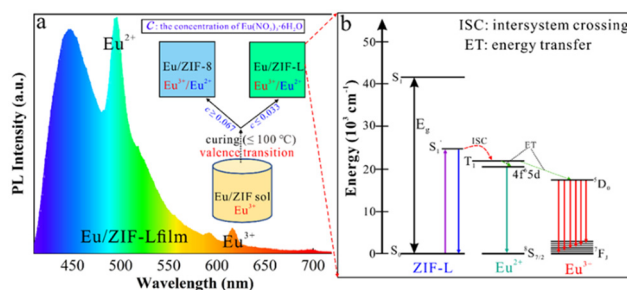 a
C: the concentration of Eu(NO₃)₃·6H₂O
Eu²⁺
Eu/ZIF-8
Eu³⁺/Eu²⁺
Eu/ZIF-L
Eu³⁺/Eu²⁺
c≥0.067
c≤0.033
curing (≤ 100 °C)
valence transition
Eu/ZIF sol
Eu³⁺
Eu/ZIF-Lfilm
Eu³⁺
PL Intensity (a.u.)
450 500 550 600 650 700
Wavelength (nm)
b
ISC: intersystem crossing
ET: energy transfer
Energy (10³ cm⁻¹)
50
40
30
20
10
0
S₁
E_g
S₁
ISC
ET
T₁
4f⁶5d
⁵D₀
S₀
⁸S₇/₂
⁷F_J
ZIF-L
Eu²⁺
Eu³⁻